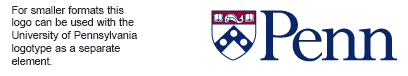 For smaller formats this
logo can be used with the
University of Pennsylvania
logotype as a separate
element.
Penn